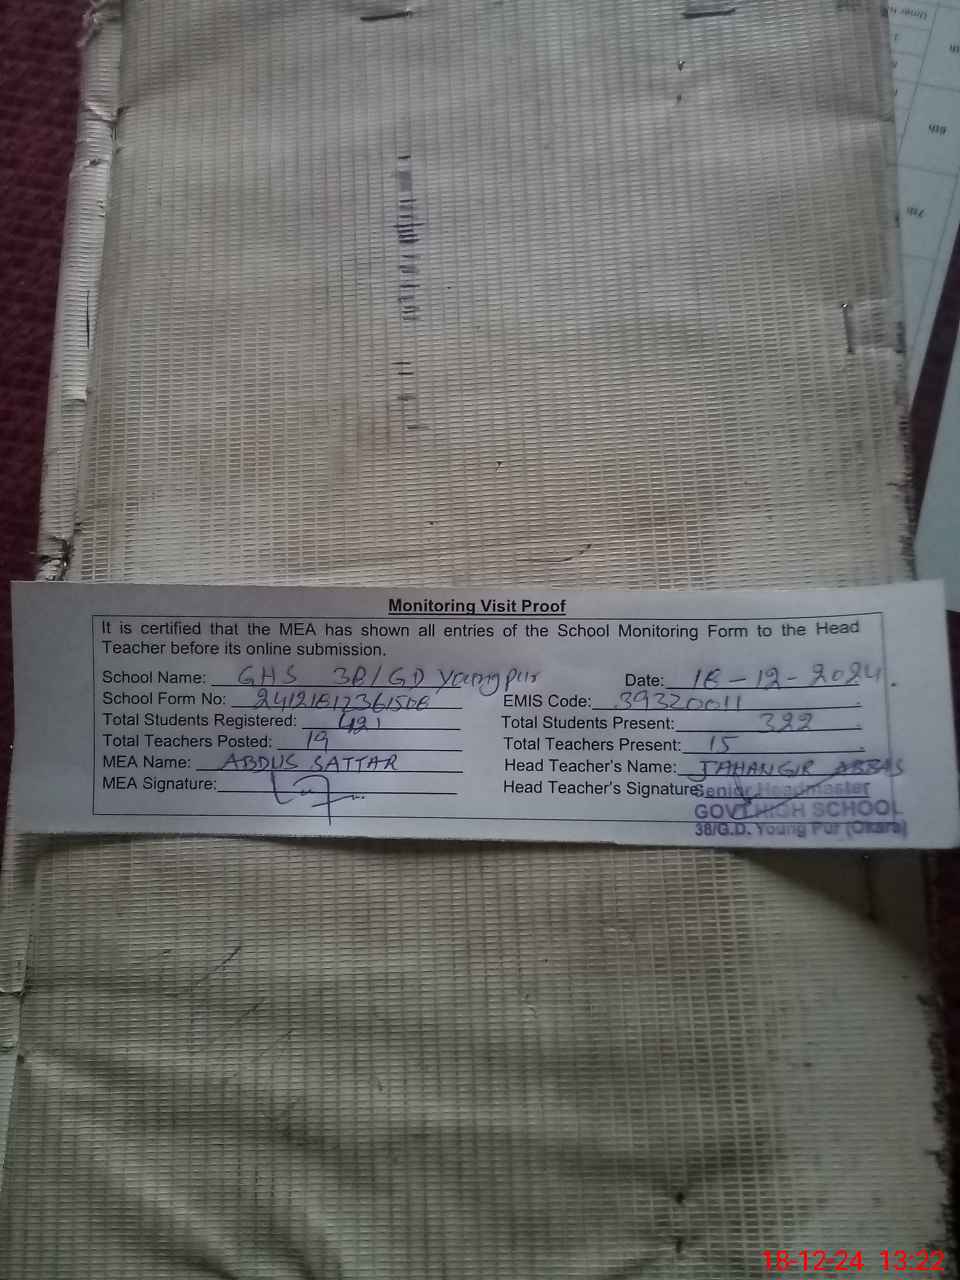 Under
6th
7th
Monitoring Visit Proof
It is certified that the MEA has shown all entries of the School Monitoring Form to the Head
Teacher before its online submission.
School Name: GHS 38/GD Young pur Date: 18-12-2024.
School Form No: EMIS Code: 39320011
Total Students Registered: 421 Total Students Present: 322
Total Teachers Posted: 19 Total Teachers Present: 15
MEA Name: ABDUS SATTAR Head Teacher's Name: JAHANGIR ABBAS
MEA Signature: Head Teacher's Signature
Senior Headmaster
GOVT.HIGH SCHOOL
38/G.D. Young Pur (Okara)
18-12-24 13:22